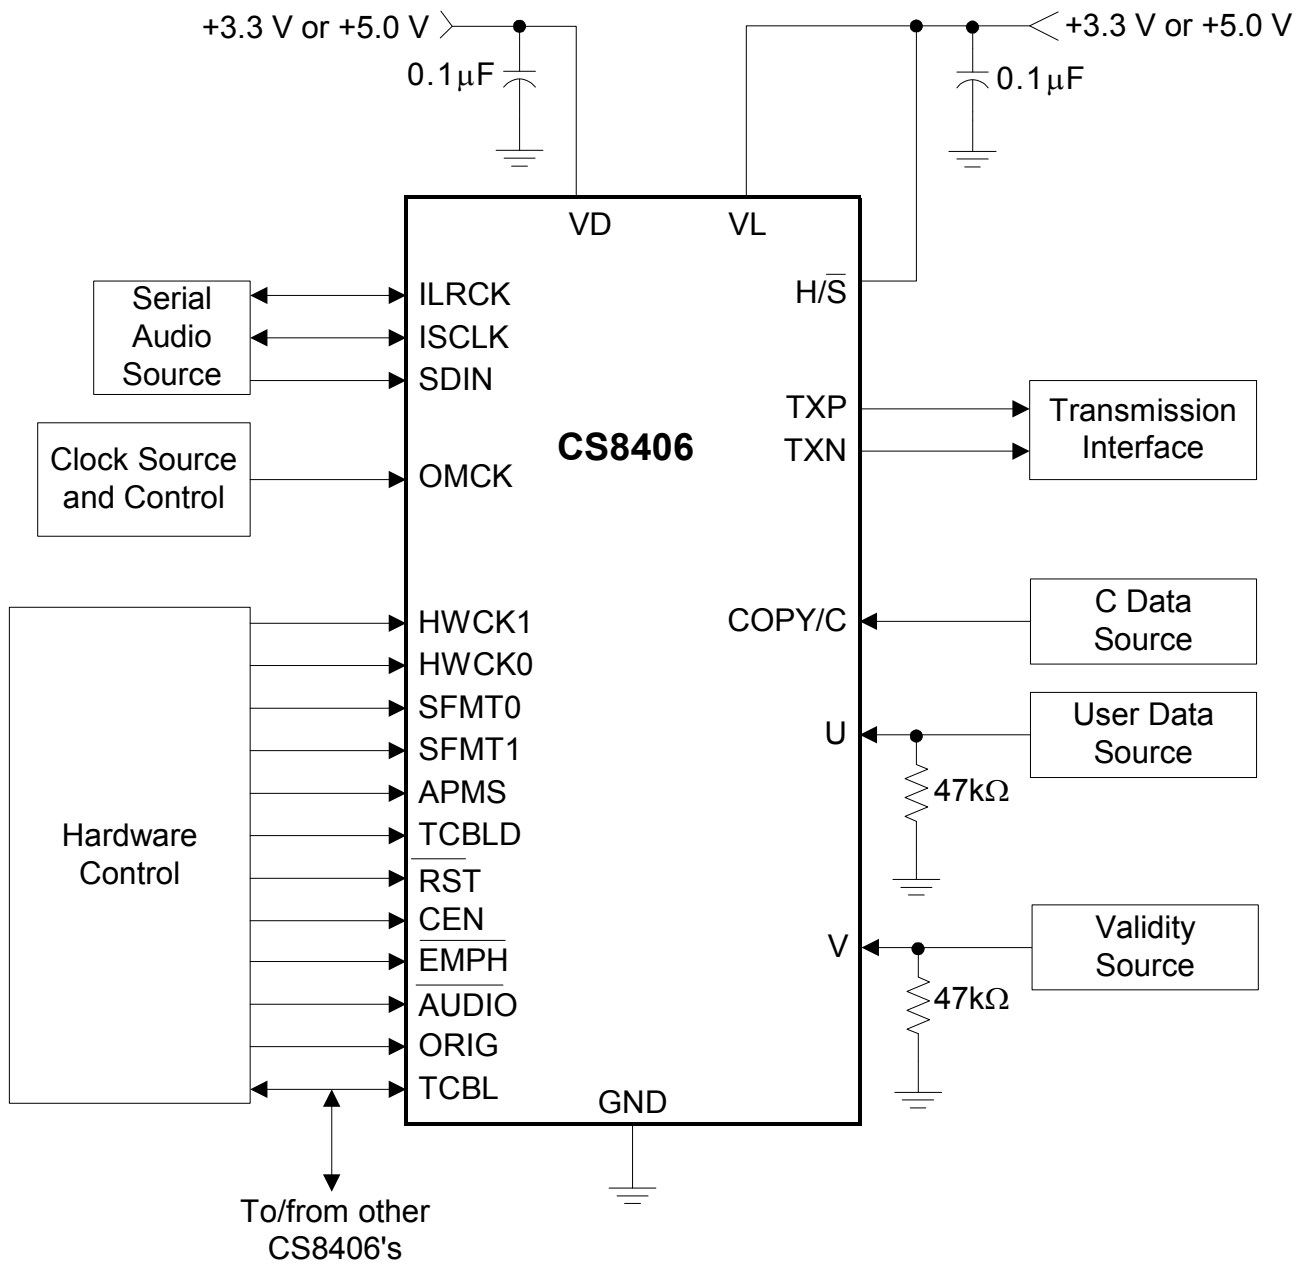 +3.3 V or +5.0 V
+3.3 V or +5.0 V
0.1µF
0.1µF
VD
VL
Serial
Audio
Source
ILRCK
ISCLK
SDIN
H/S̅
Clock Source
and Control
OMCK
CS8406
TXP
TXN
Transmission
Interface
Hardware
Control
HWCK1
HWCK0
SFMT0
SFMT1
APMS
TCBLD
R̅S̅T̅
CEN
E̅M̅P̅H̅
A̅U̅D̅I̅O̅
ORIG
TCBL
COPY/C
C Data
Source
U
User Data
Source
47kΩ
V
Validity
Source
47kΩ
GND
To/from other
CS8406's